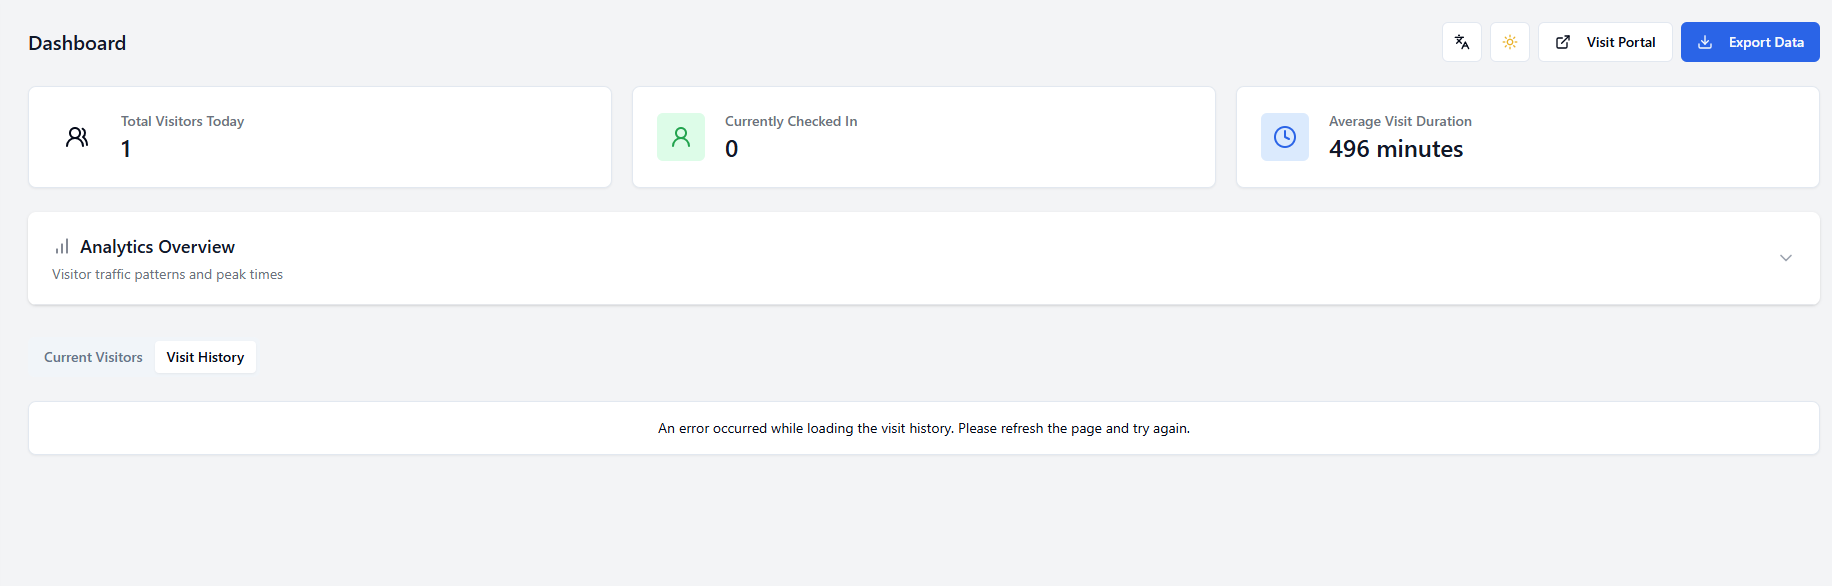 Dashboard
Visit Portal
Export Data
Total Visitors Today
1
Currently Checked In
0
Average Visit Duration
496 minutes
Analytics Overview
Visitor traffic patterns and peak times
Current Visitors
Visit History
An error occurred while loading the visit history. Please refresh the page and try again.